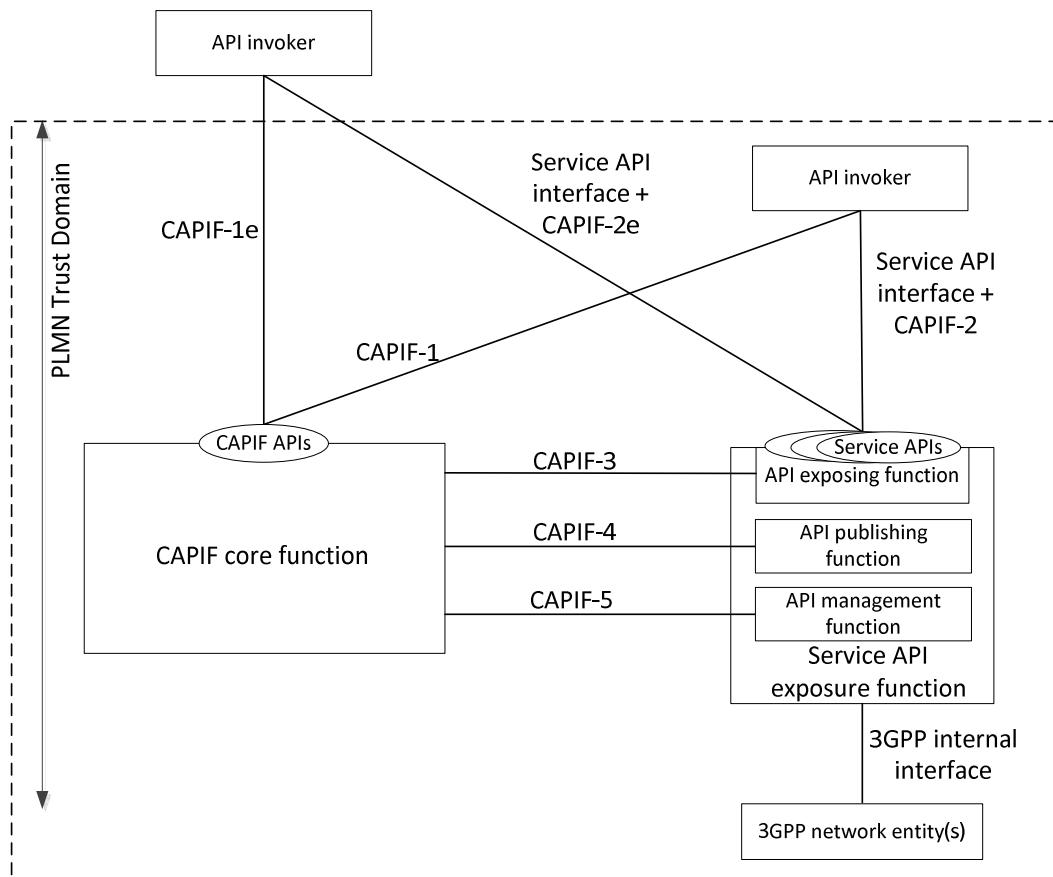 API invoker
PLMN Trust Domain
Service API
interface +
CAPIF-2e
API invoker
CAPIF-1e
Service API
interface +
CAPIF-2
CAPIF-1
CAPIF APIs
Service APIs
CAPIF-3
API exposing function
CAPIF core function
CAPIF-4
API publishing
function
CAPIF-5
API management
function
Service API
exposure function
3GPP internal
interface
3GPP network entity(s)